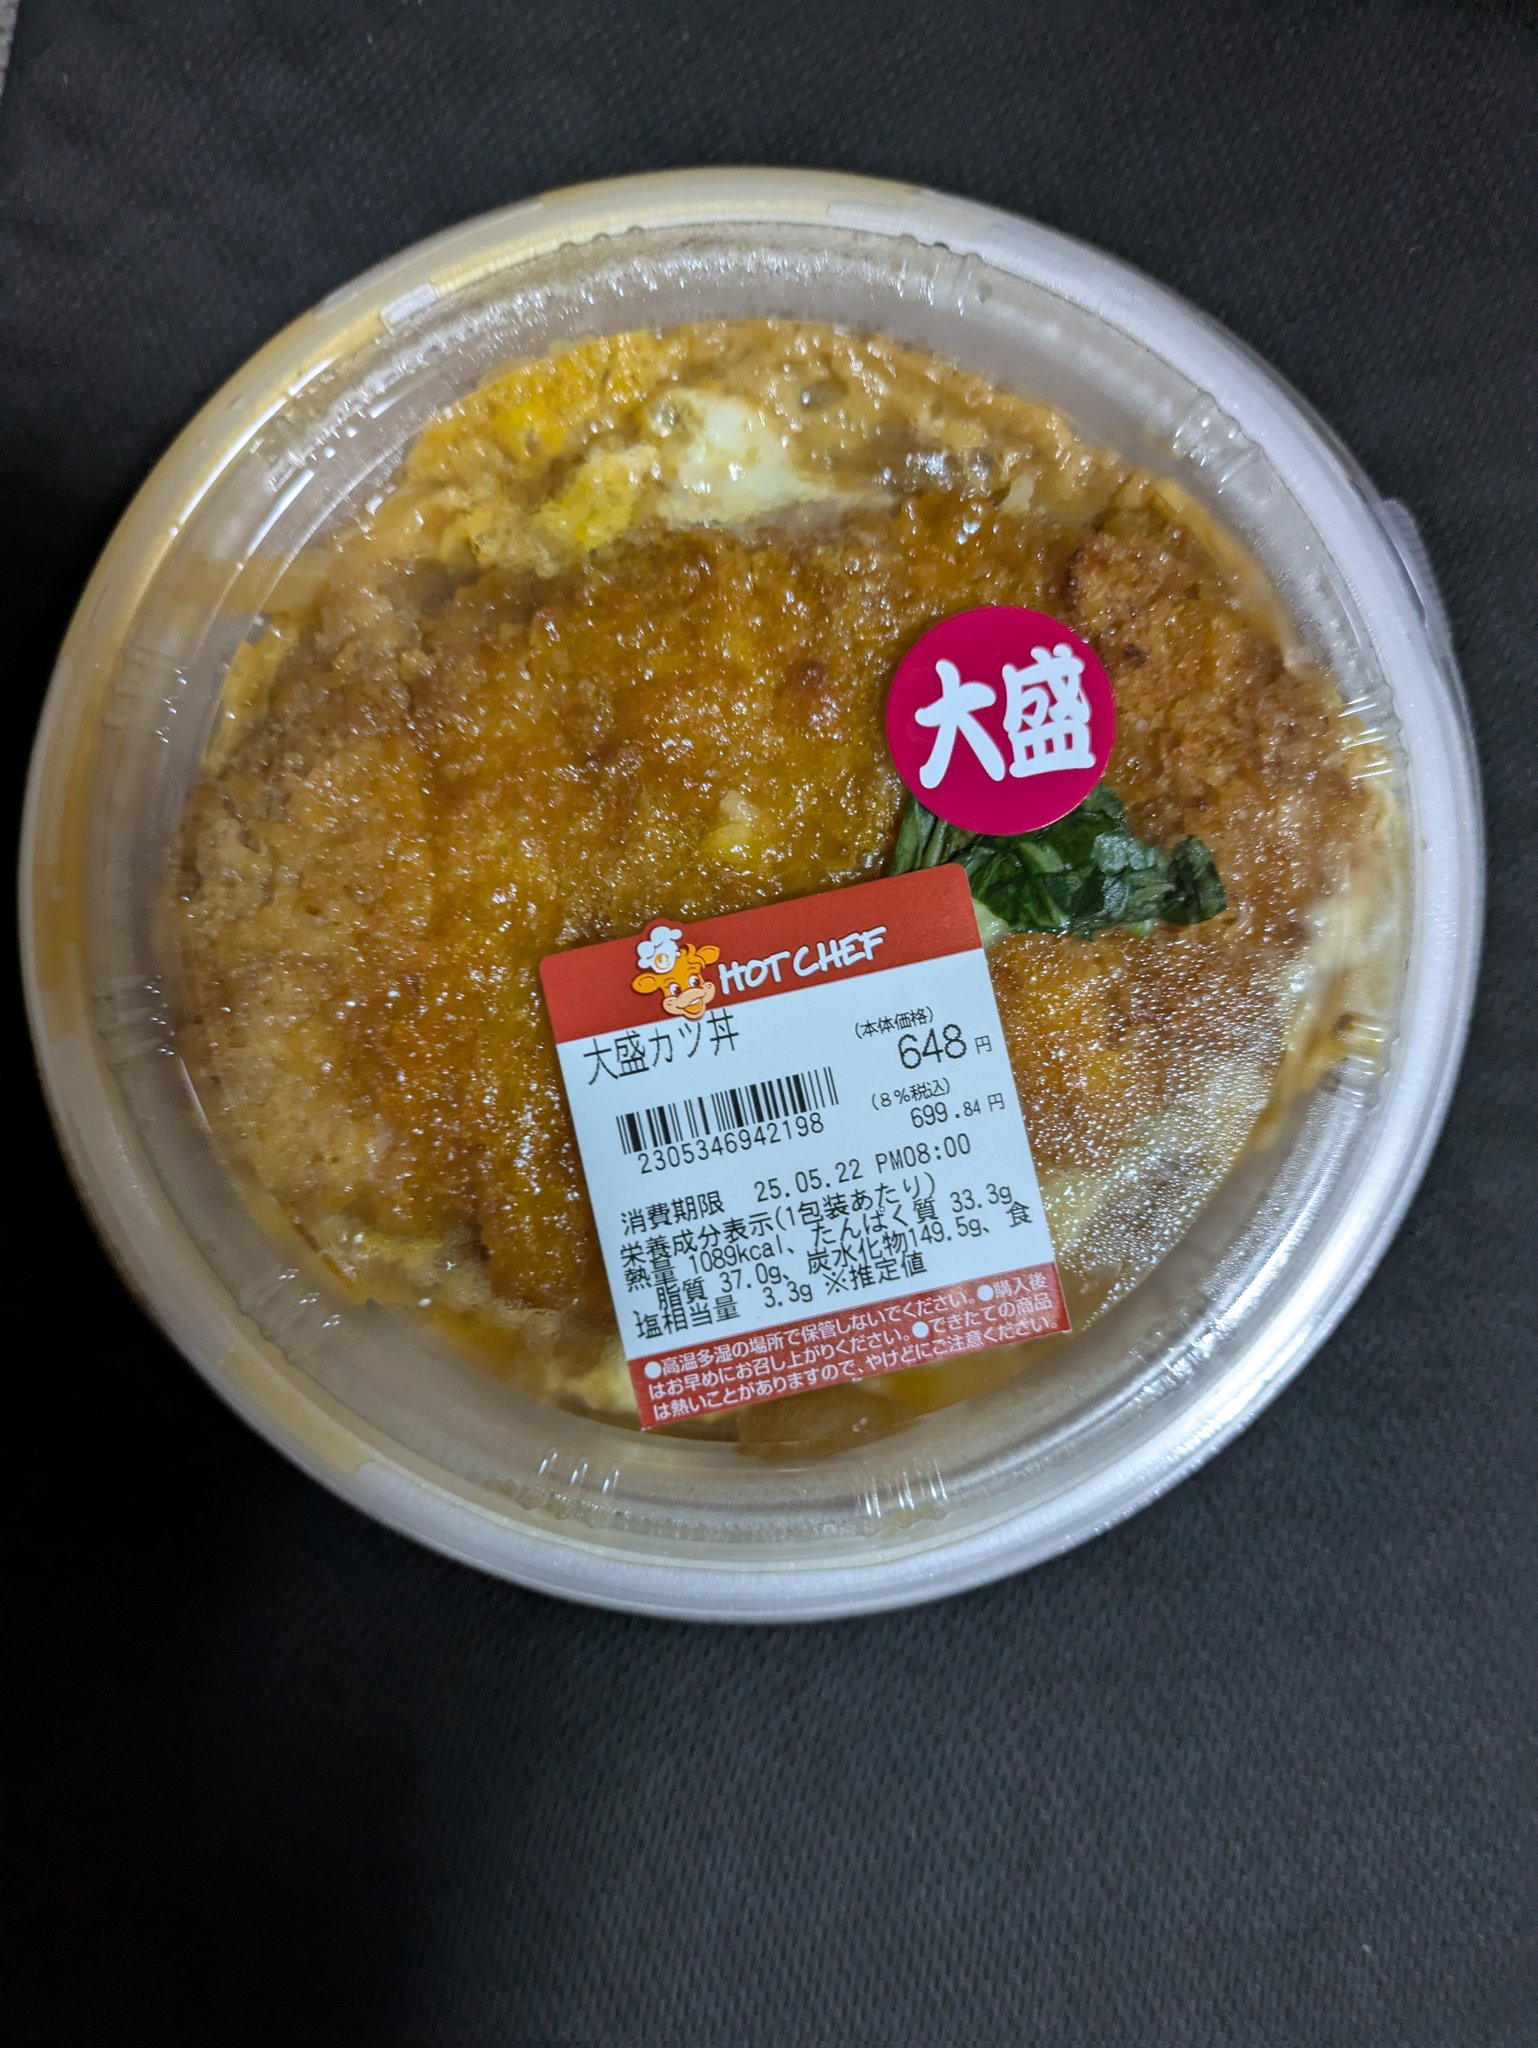 大盛
HOT CHEF
大盛カツ丼
(本体価格)
648 円
(8%税込)
699.84 円
2305346942198
消費期限 25.05.22 PM08:00
栄養成分表示(1包装あたり)
熱量 1089kcal、たんぱく質 33.3g、
脂質 37.0g、炭水化物149.5g、食
塩相当量 3.3g ※推定値
●高温多湿の場所で保管しないでください。●購入後
はお早めにお召し上がりください。●できたての商品
は熱いことがありますので、やけどにご注意ください。